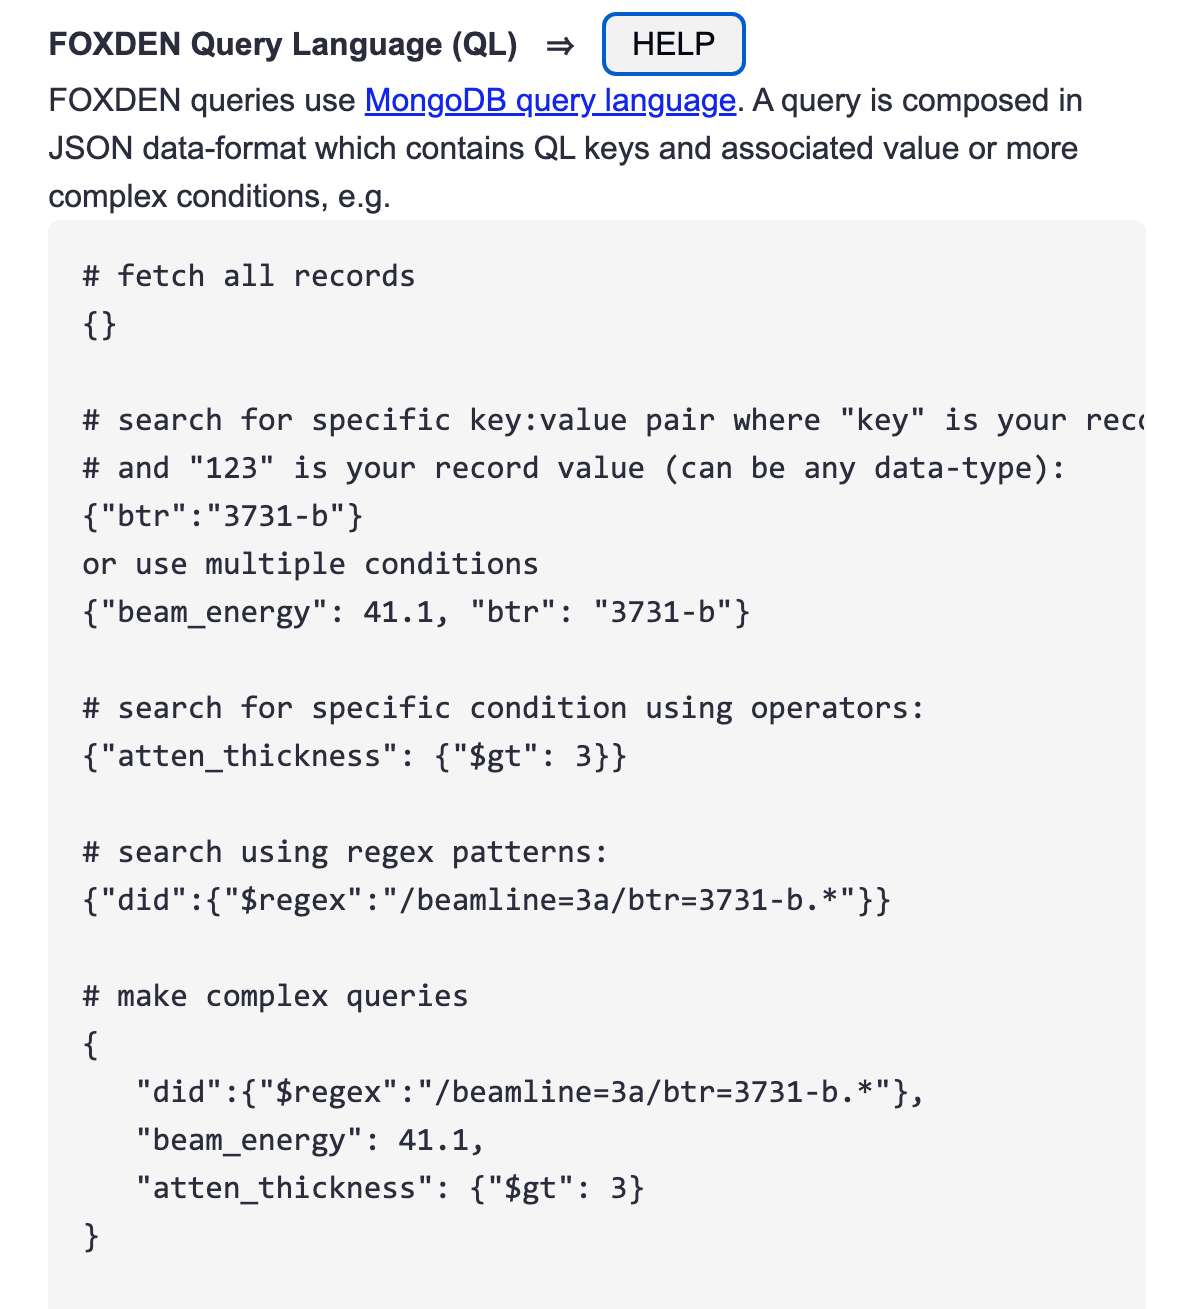 FOXDEN Query Language (QL) ⇒ HELP
FOXDEN queries use MongoDB query language. A query is composed in
JSON data-format which contains QL keys and associated value or more
complex conditions, e.g.
# fetch all records
{}
# search for specific key:value pair where "key" is your
# and "123" is your record value (can be any data-type):
{"btr":"3731-b"}
or use multiple conditions
{"beam_energy": 41.1, "btr": "3731-b"}
# search for specific condition using operators:
{"atten_thickness": {"$gt": 3}}
# search using regex patterns:
{"did":{"$regex":"/beamline=3a/btr=3731-b.*"}}
# make complex queries
{
   "did":{"$regex":"/beamline=3a/btr=3731-b.*"},
   "beam_energy": 41.1,
   "atten_thickness": {"$gt": 3}
}